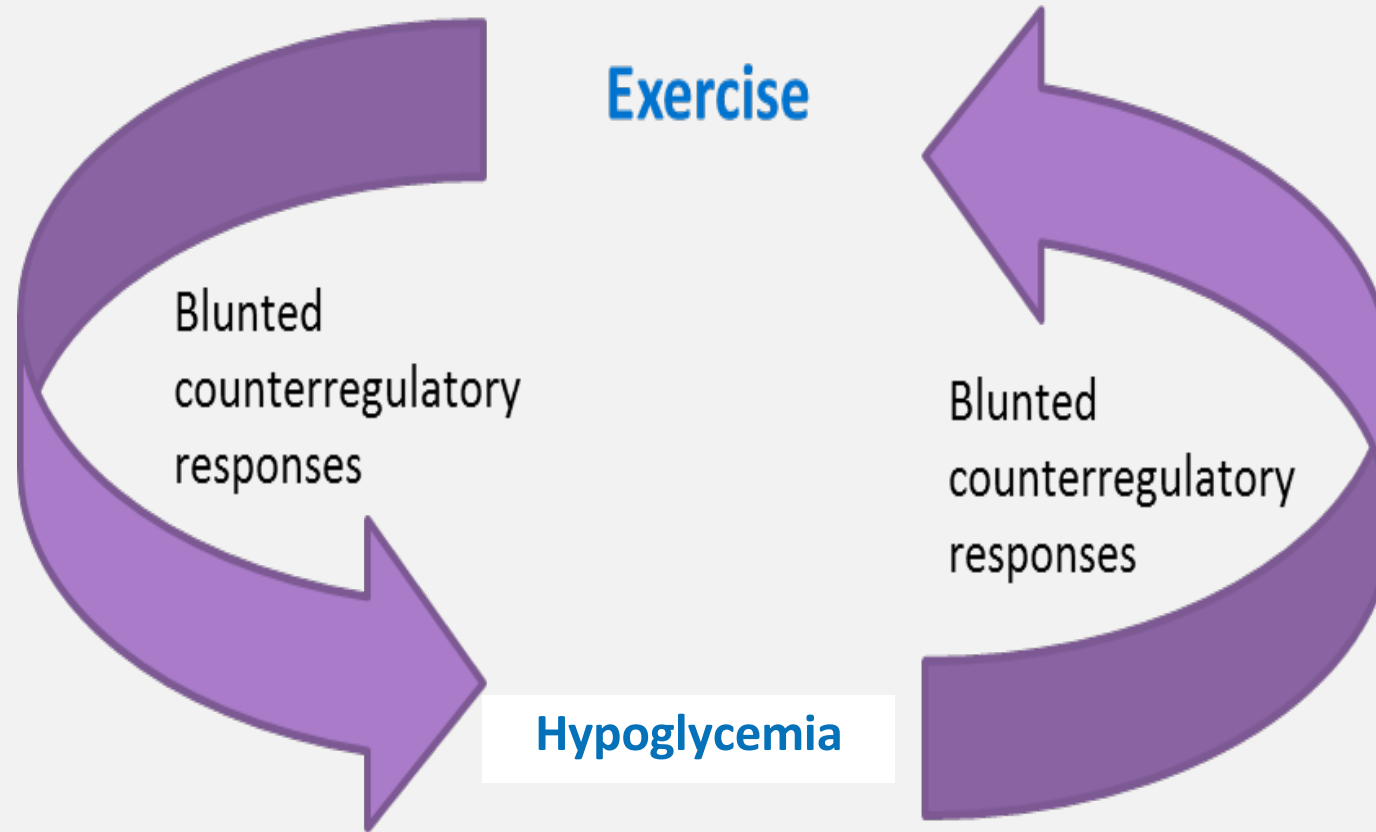 Exercise
Blunted
counterregulatory
responses
Blunted
counterregulatory
responses
Hypoglycemia